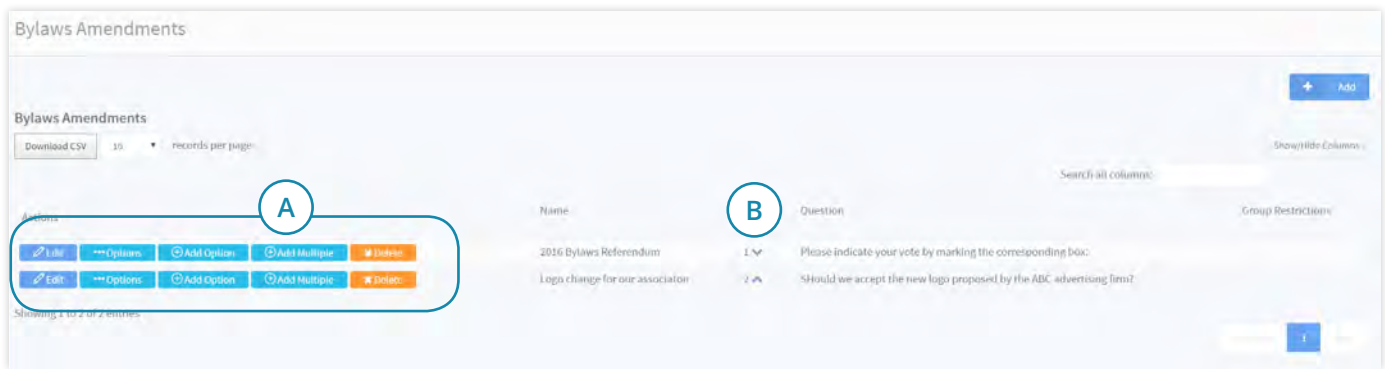 Bylaws Amendments
+ Add
Bylaws Amendments
Download CSV 10 records per page
Show/Hide Columns
Search all columns:
Actions A Name B Question Group Restrictions
Edit Options Add Option Add Multiple Delete 2016 Bylaws Referendum 1 Please indicate your vote by marking the corresponding box:
Edit Options Add Option Add Multiple Delete Logo change for our associaton 2 SHould we accept the new logo proposed by the ABC advertising firm?
Showing 1 to 2 of 2 entries
1